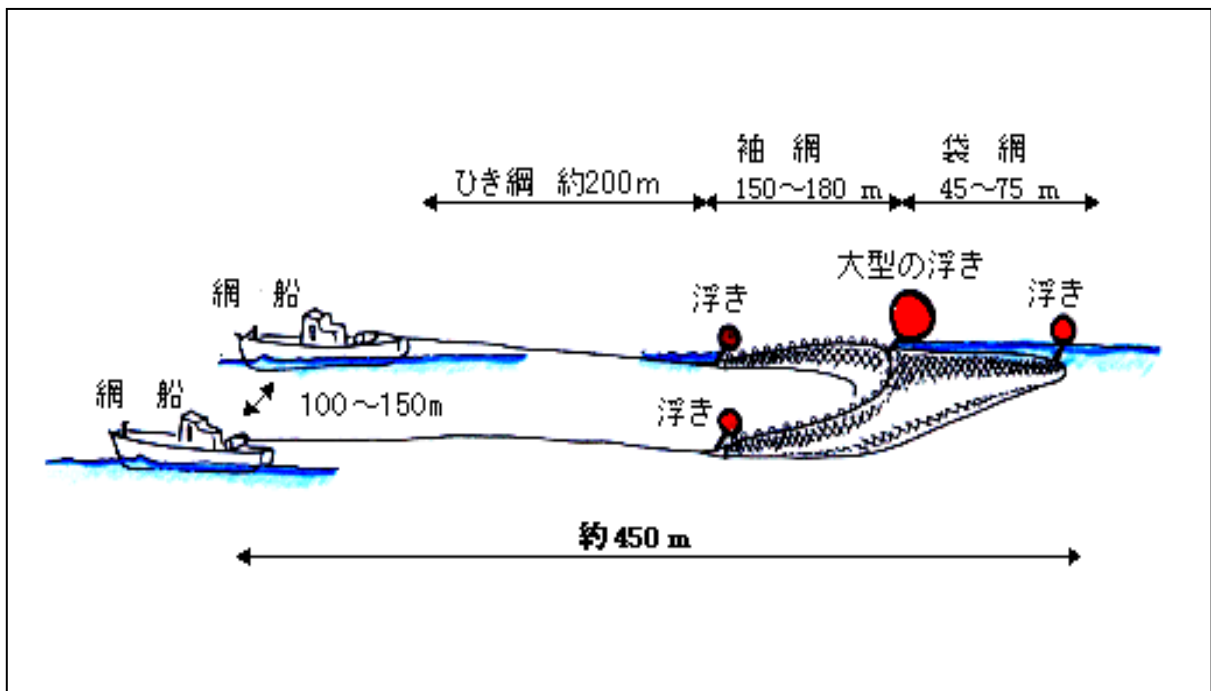 袖 網
袋 網
ひき綱 約200m
150～180 m
45～75 m
大型の浮き
網 船
浮き
浮き
網 船
100～150m
浮き
約450 m